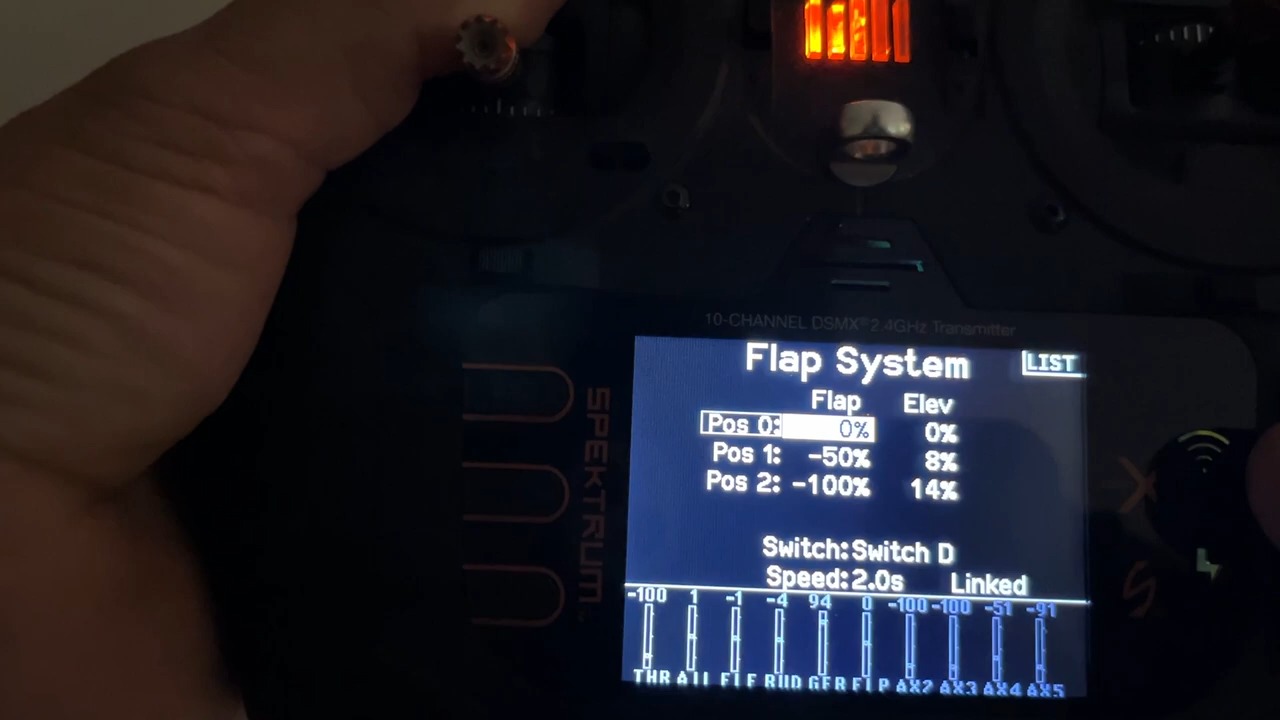 10-CHANNEL DSMX® 2.4GHz Transmitter
SPEKTRUM
Flap System
LIST
Flap Elev
Pos 0: 0% 0%
Pos 1: -50% 8%
Pos 2: -100% 14%
Switch: Switch D
Speed: 2.0s Linked
-100 1 -1 -4 94 0 -100 -100 -51 -91
THR AIL ELE RUD GER FLP AX2 AX3 AX4 AX5